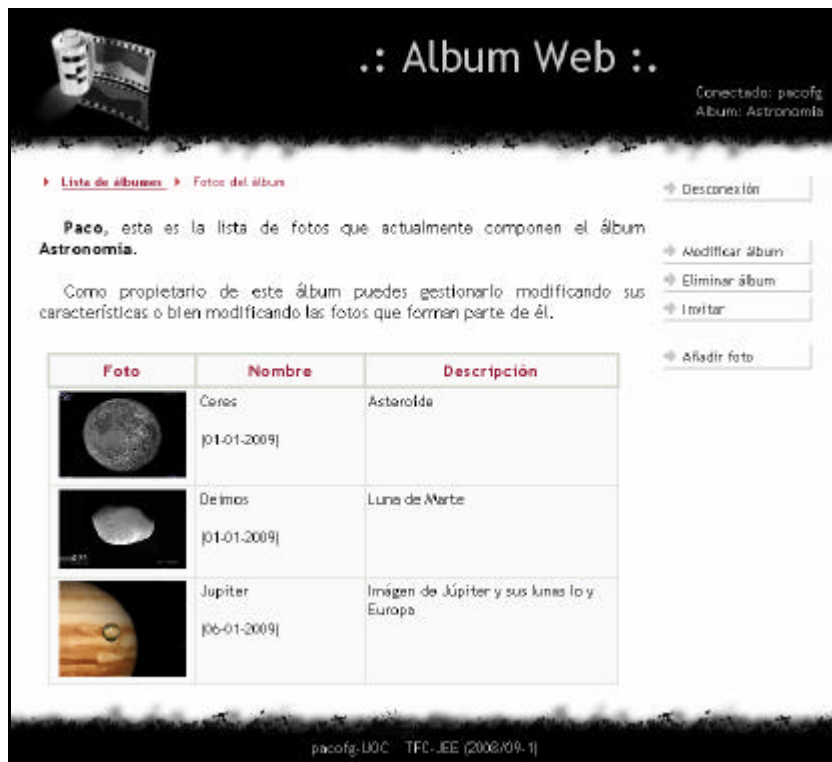 .: Album Web :.
Conectado: pacofg
Album: Astronomía
Lista de álbumes Fotos del álbum
Desconexión
Paco, esta es la lista de fotos que actualmente componen el álbum
Astronomía.
Modificar álbum
Eliminar álbum
Como propietario de este álbum puedes gestionarlo modificando sus
características o bien modificando las fotos que forman parte de él.
Invitar
Añadir foto
Foto Nombre Descripción
Ceres Asteroide
(01-01-2009)
Deimos Luna de Marte
(01-01-2009)
Jupiter Imágen de Júpiter y sus lunas Io y
Europa
(06-01-2009)
pacofg-UOC TFC-JEE (2008/09-1)